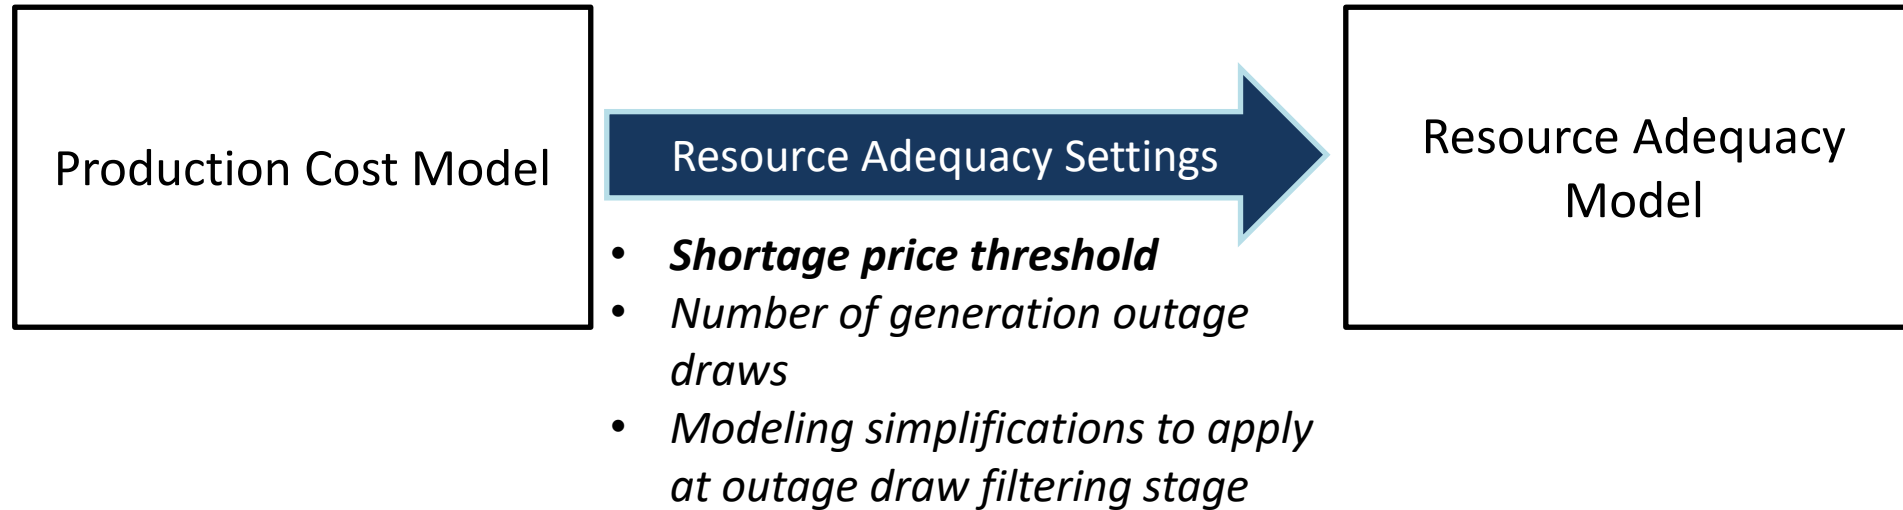 Production Cost Model
Resource Adequacy Settings
• Shortage price threshold
• Number of generation outage
draws
• Modeling simplifications to apply
at outage draw filtering stage
Resource Adequacy
Model